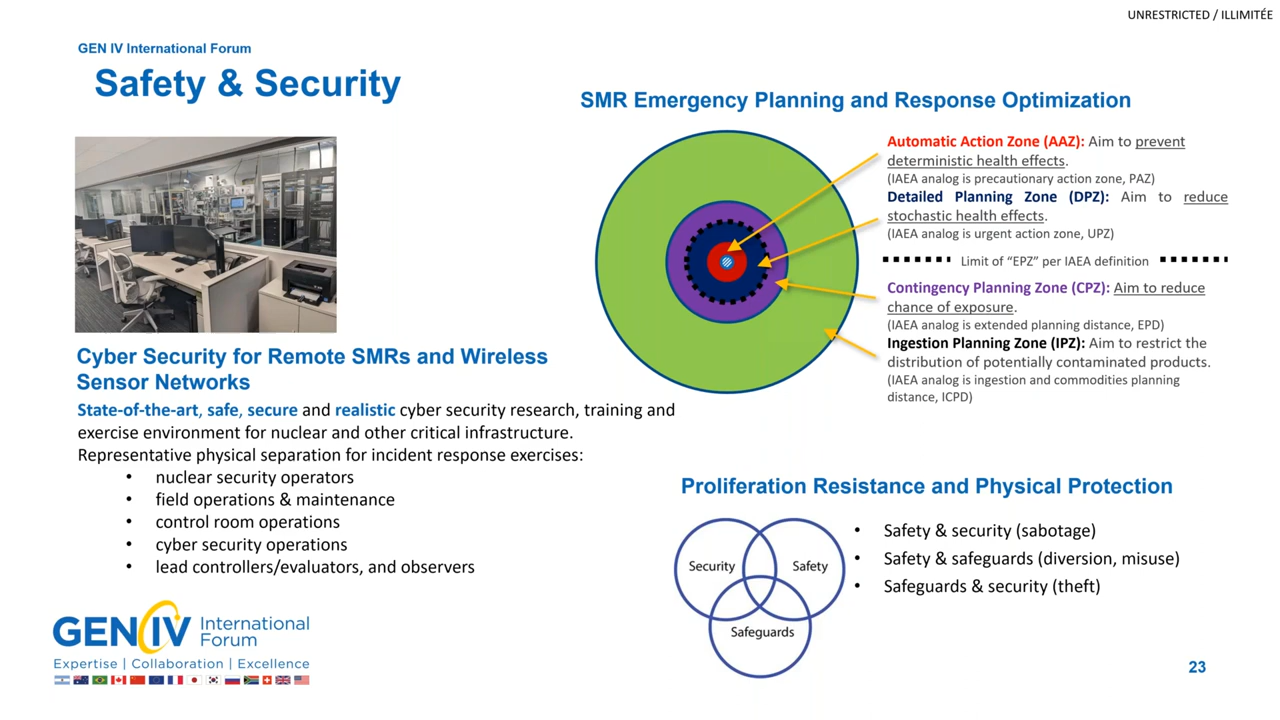 UNRESTRICTED / ILLIMITÉE
GEN IV International Forum
Safety & Security
Cyber Security for Remote SMRs and Wireless
Sensor Networks
State-of-the-art, safe, secure and realistic cyber security research, training and
exercise environment for nuclear and other critical infrastructure.
Representative physical separation for incident response exercises:
• nuclear security operators
• field operations & maintenance
• control room operations
• cyber security operations
• lead controllers/evaluators, and observers
SMR Emergency Planning and Response Optimization
Automatic Action Zone (AAZ): Aim to prevent
deterministic health effects.
(IAEA analog is precautionary action zone, PAZ)
Detailed Planning Zone (DPZ): Aim to reduce
stochastic health effects.
(IAEA analog is urgent action zone, UPZ)
Limit of “EPZ” per IAEA definition
Contingency Planning Zone (CPZ): Aim to reduce
chance of exposure.
(IAEA analog is extended planning distance, EPD)
Ingestion Planning Zone (IPZ): Aim to restrict the
distribution of potentially contaminated products.
(IAEA analog is ingestion and commodities planning
distance, ICPD)
Proliferation Resistance and Physical Protection
Security
Safety
Safeguards
• Safety & security (sabotage)
• Safety & safeguards (diversion, misuse)
• Safeguards & security (theft)
GEN IV International
Forum
Expertise | Collaboration | Excellence
23